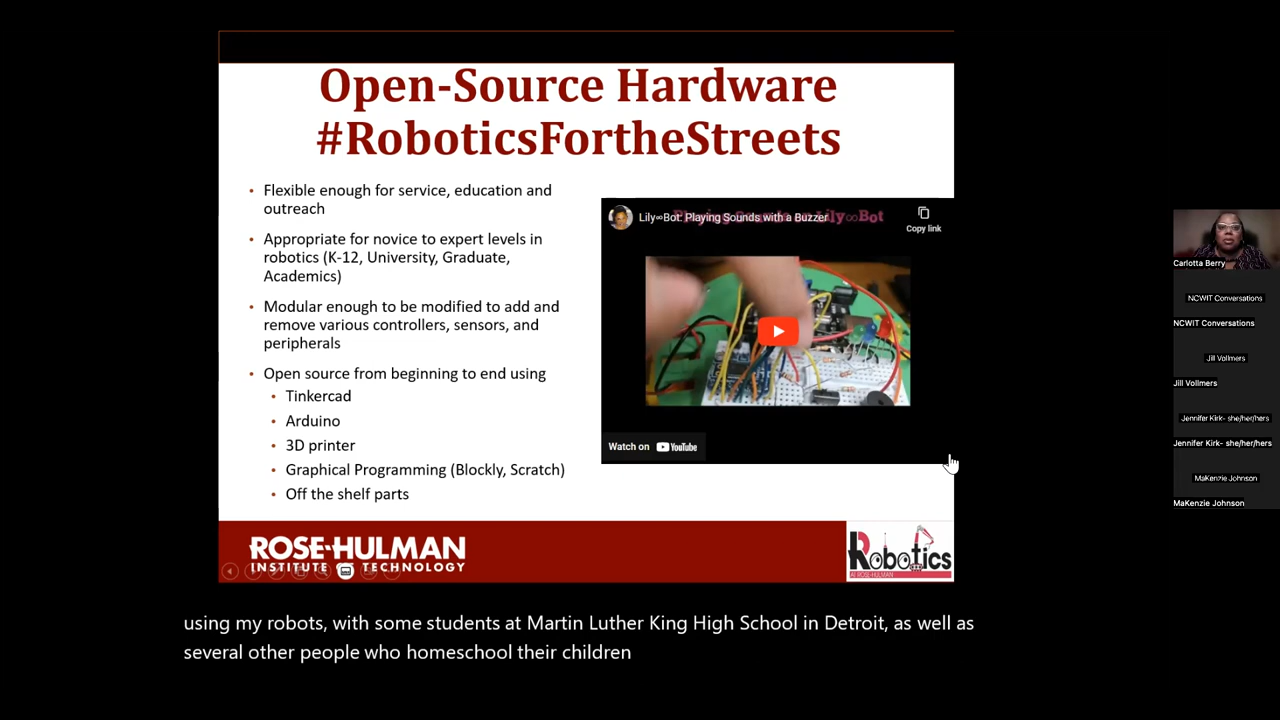 Open-Source Hardware
#RoboticsFortheStreets
• Flexible enough for service, education and
outreach
• Appropriate for novice to expert levels in
robotics (K-12, University, Graduate,
Academics)
• Modular enough to be modified to add and
remove various controllers, sensors, and
peripherals
• Open source from beginning to end using
• Tinkercad
• Arduino
• 3D printer
• Graphical Programming (Blockly, Scratch)
• Off the shelf parts
Lily∞Bot: Playing Sounds with a Buzzer
Copy link
Watch on YouTube
ROSE-HULMAN
INSTITUTE OF TECHNOLOGY
Robotics
AT ROSE-HULMAN
using my robots, with some students at Martin Luther King High School in Detroit, as well as
several other people who homeschool their children
Carlotta Berry
NCWIT Conversations
NCWIT Conversations
Jill Vollmers
Jill Vollmers
Jennifer Kirk- she/her/hers
Jennifer Kirk- she/her/hers
MaKenzie Johnson
MaKenzie Johnson